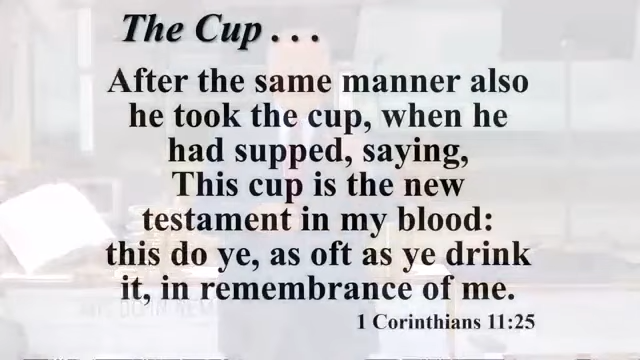 The Cup . . .
After the same manner also
he took the cup, when he
had supped, saying,
This cup is the new
testament in my blood:
this do ye, as oft as ye drink
it, in remembrance of me.
1 Corinthians 11:25